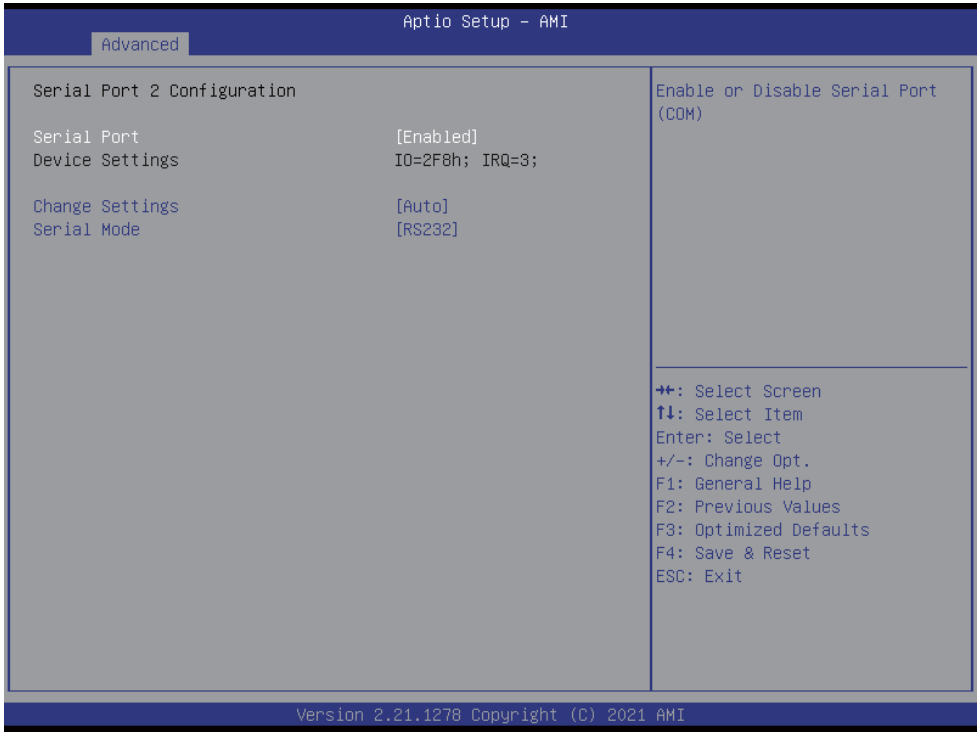 Aptio Setup – AMI
Advanced
Serial Port 2 Configuration
Serial Port [Enabled]
Device Settings IO=2F8h; IRQ=3;
Change Settings [Auto]
Serial Mode [RS232]
Enable or Disable Serial Port
(COM)
→←: Select Screen
↑↓: Select Item
Enter: Select
+/-: Change Opt.
F1: General Help
F2: Previous Values
F3: Optimized Defaults
F4: Save & Reset
ESC: Exit
Version 2.21.1278 Copyright (C) 2021 AMI